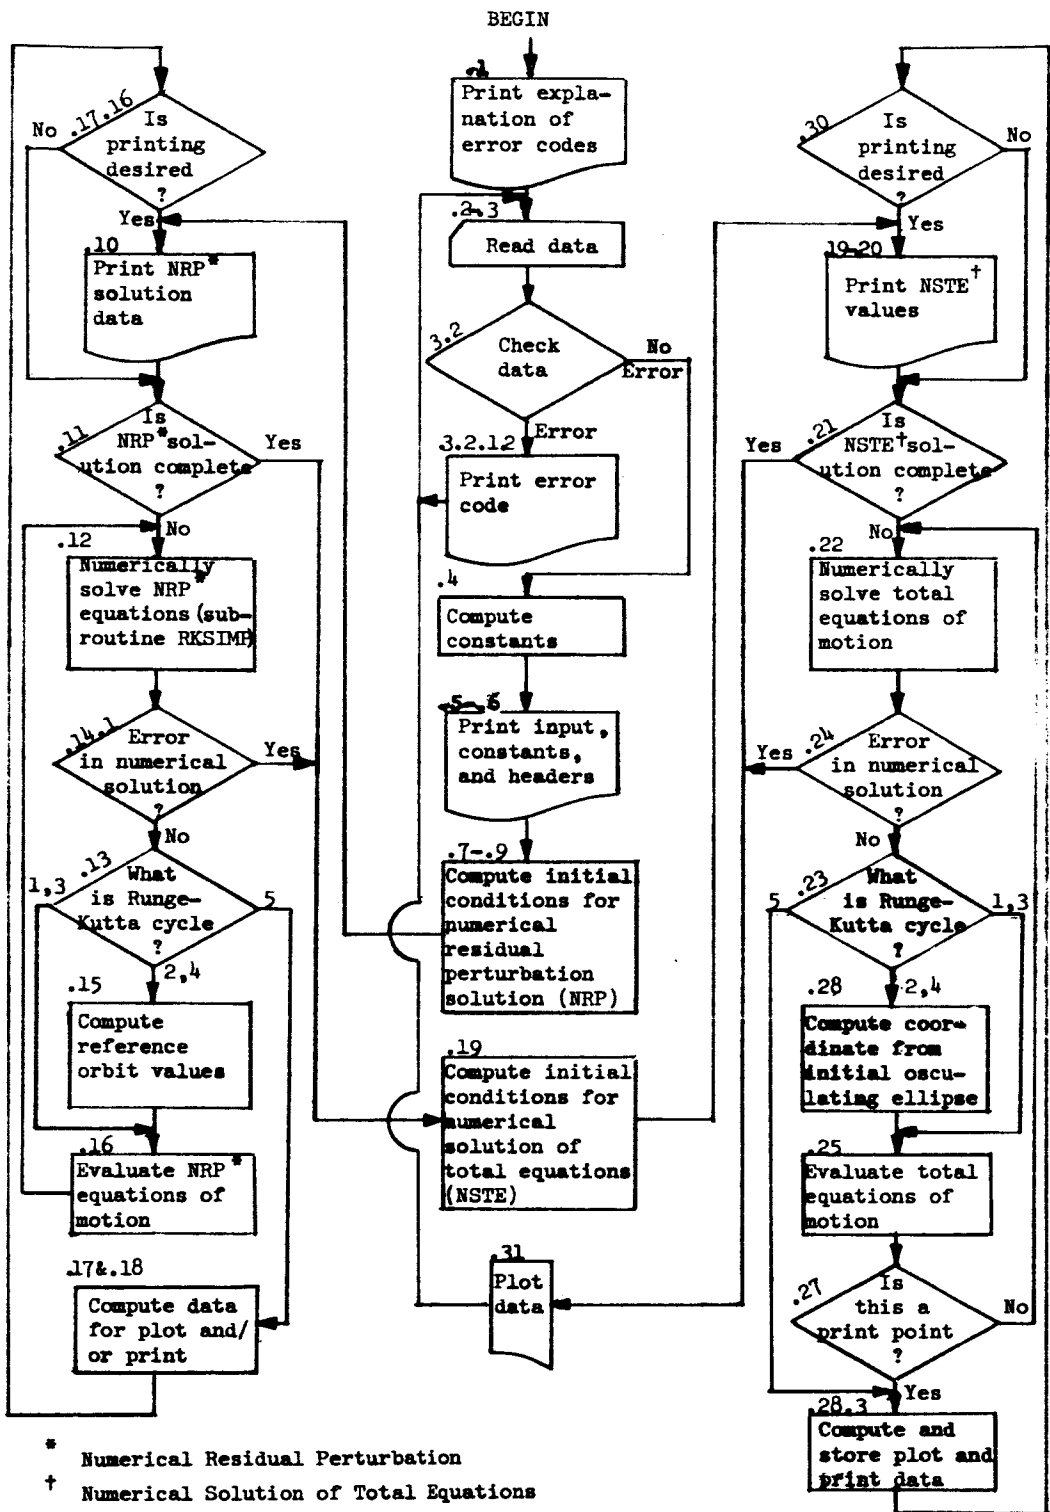 BEGIN
.1
Print expla-
nation of
error codes
.2-.3
Read data
3.2
Check
data
No
Error
Error
3.2.12
Print error
code
.4
Compute
constants
.5-.6
Print input,
constants,
and headers
.7-.9
Compute initial
conditions for
numerical
residual
perturbation
solution (NRP)
.19
Compute initial
conditions for
numerical
solution of
total equations
(NSTE)
.31
Plot
data
.17.16
No
Is
printing
desired
?
Yes
.10
Print NRP*
solution
data
.11
Is
NRP* sol-
ution complete
?
Yes
No
.12
Numerically
solve NRP*
equations (sub-
routine RKSIMP)
.14.1
Error
in numerical
solution
?
Yes
No
.13
What
is Runge-
Kutta cycle
?
1,3
5
2,4
.15
Compute
reference
orbit values
.16
Evaluate NRP*
equations of
motion
.17&.18
Compute data
for plot and/
or print
.30
Is
printing
desired
?
No
Yes
19-20
Print NSTE†
values
.21
Is
NSTE† sol-
ution complete
?
Yes
No
.22
Numerically
solve total
equations of
motion
.24
Error
in numerical
solution
?
Yes
No
.23
What
is Runge-
Kutta cycle
?
5
1,3
2,4
.28
Compute coor-
dinate from
initial oscu-
lating ellipse
.25
Evaluate total
equations of
motion
.27
Is
this a
print point
?
No
Yes
.28.3
Compute and
store plot and
print data
* Numerical Residual Perturbation
† Numerical Solution of Total Equations